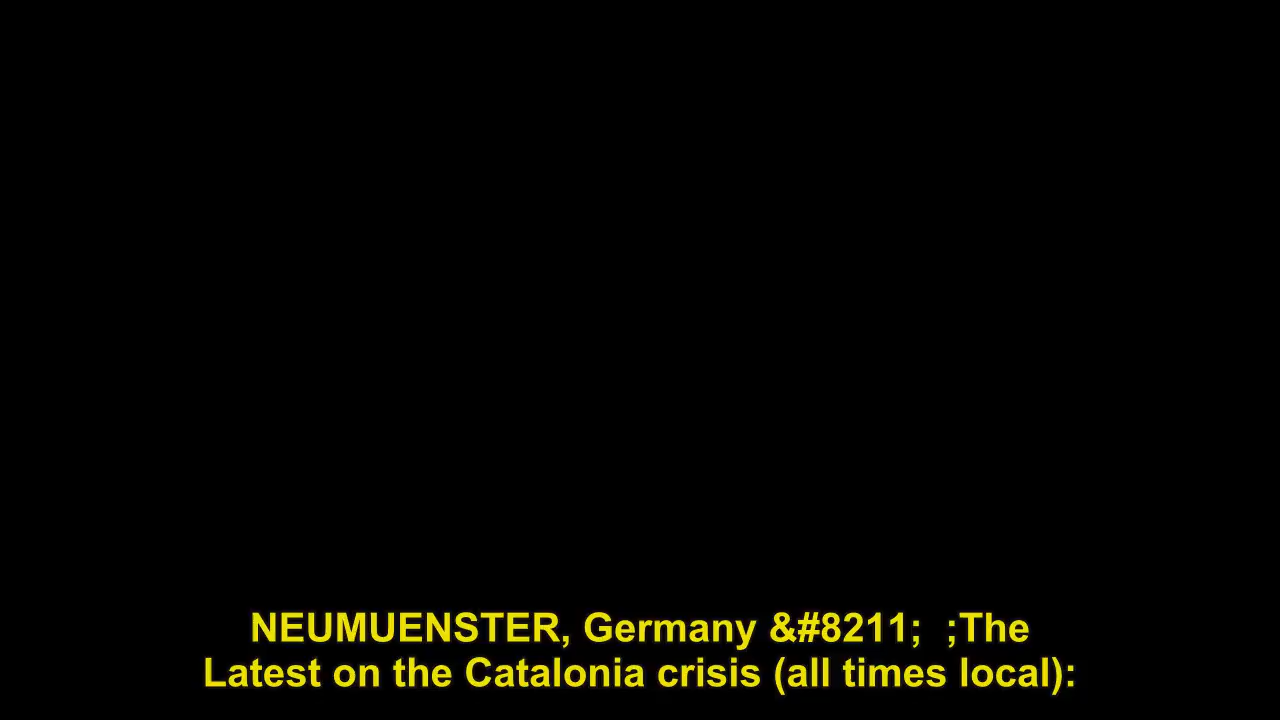 NEUMUENSTER, Germany &#8211;  ;The
Latest on the Catalonia crisis (all times local):